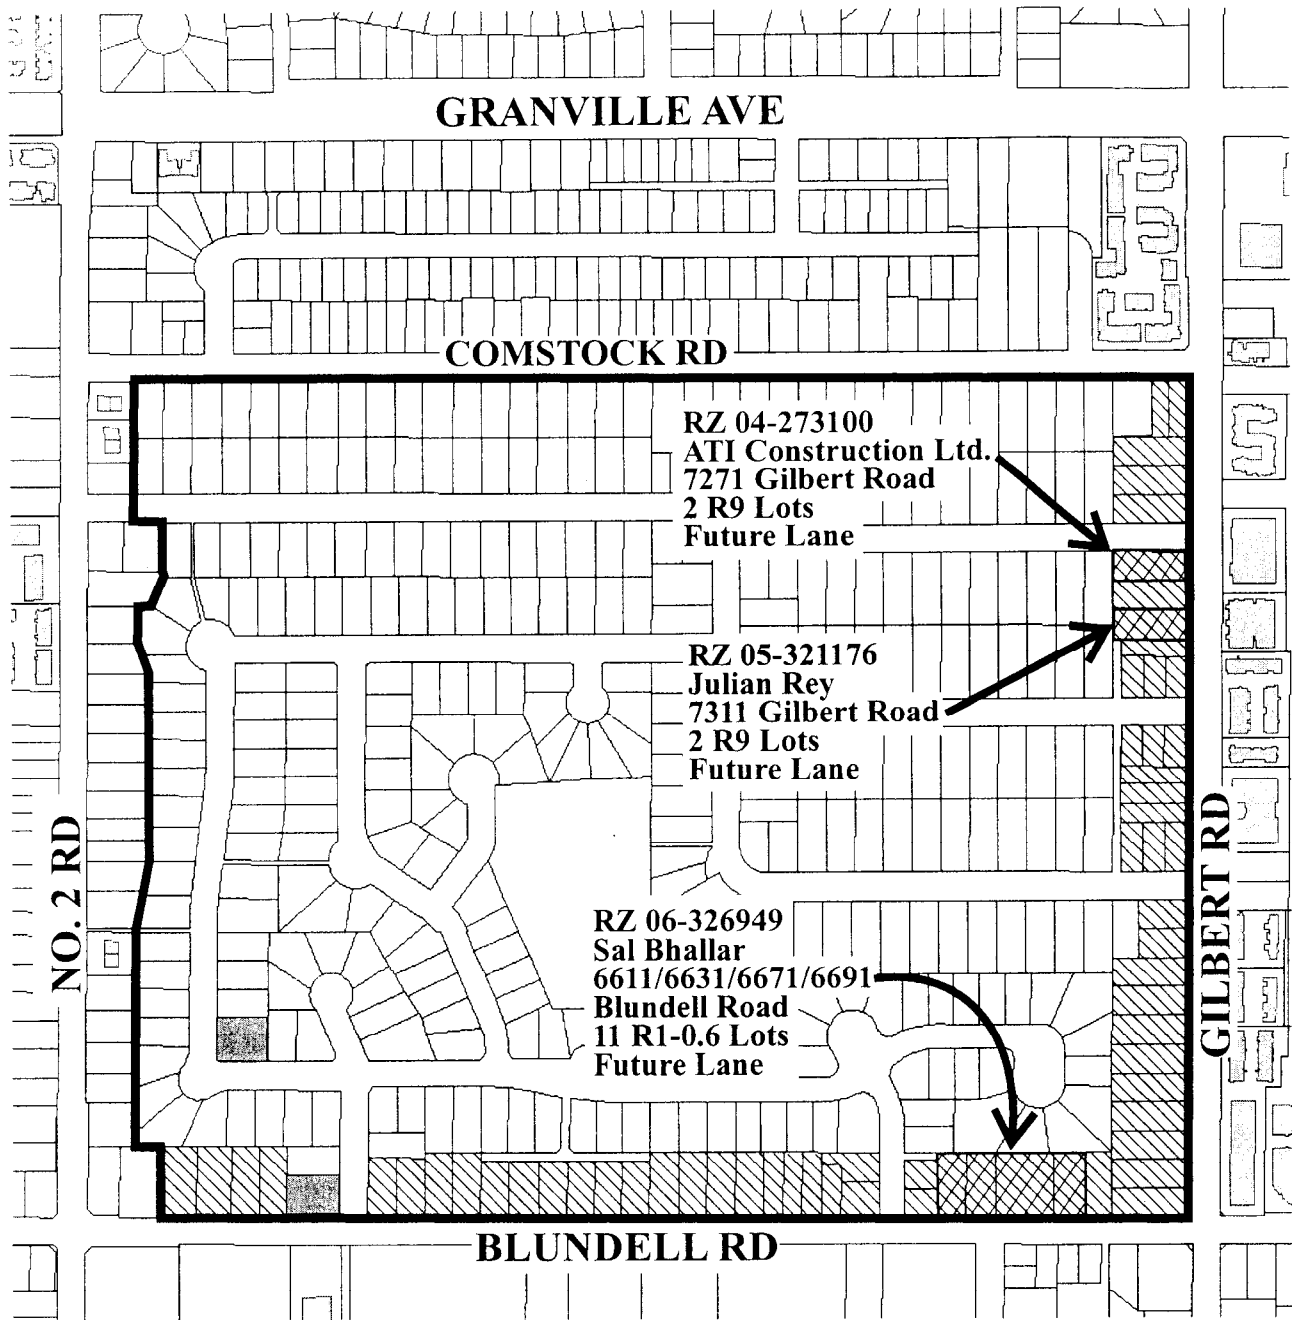 GRANVILLE AVE
COMSTOCK RD
RZ 04-273100
ATI Construction Ltd.
7271 Gilbert Road
2 R9 Lots
Future Lane
RZ 05-321176
Julian Rey
7311 Gilbert Road
2 R9 Lots
Future Lane
NO. 2 RD
GILBERT RD
RZ 06-326949
Sal Bhallar
6611/6631/6671/6691
Blundell Road
11 R1-0.6 Lots
Future Lane
BLUNDELL RD